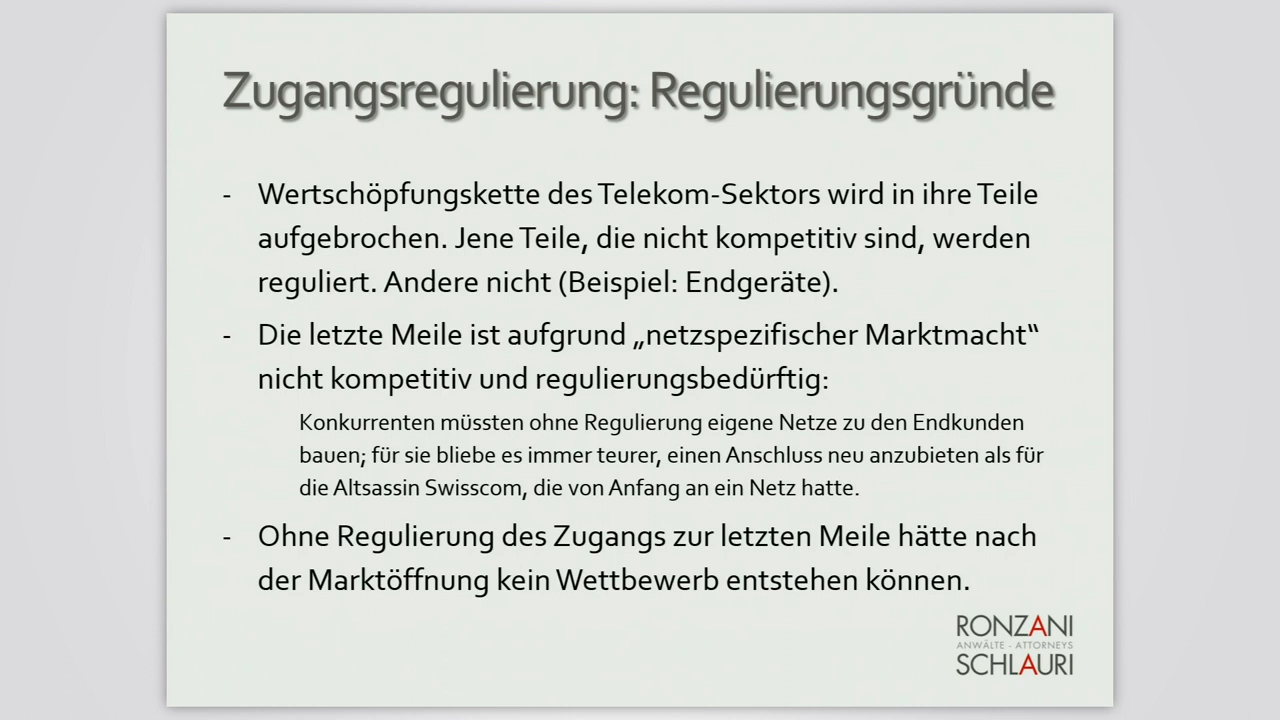 Zugangsregulierung: Regulierungsgründe
- Wertschöpfungskette des Telekom-Sektors wird in ihre Teile
aufgebrochen. Jene Teile, die nicht kompetitiv sind, werden
reguliert. Andere nicht (Beispiel: Endgeräte).
- Die letzte Meile ist aufgrund „netzspezifischer Marktmacht“
nicht kompetitiv und regulierungsbedürftig:
Konkurrenten müssten ohne Regulierung eigene Netze zu den Endkunden
bauen; für sie bliebe es immer teurer, einen Anschluss neu anzubieten als für
die Altsassin Swisscom, die von Anfang an ein Netz hatte.
- Ohne Regulierung des Zugangs zur letzten Meile hätte nach
der Marktöffnung kein Wettbewerb entstehen können.
RONZANI
ANWÄLTE - ATTORNEYS
SCHLAURI